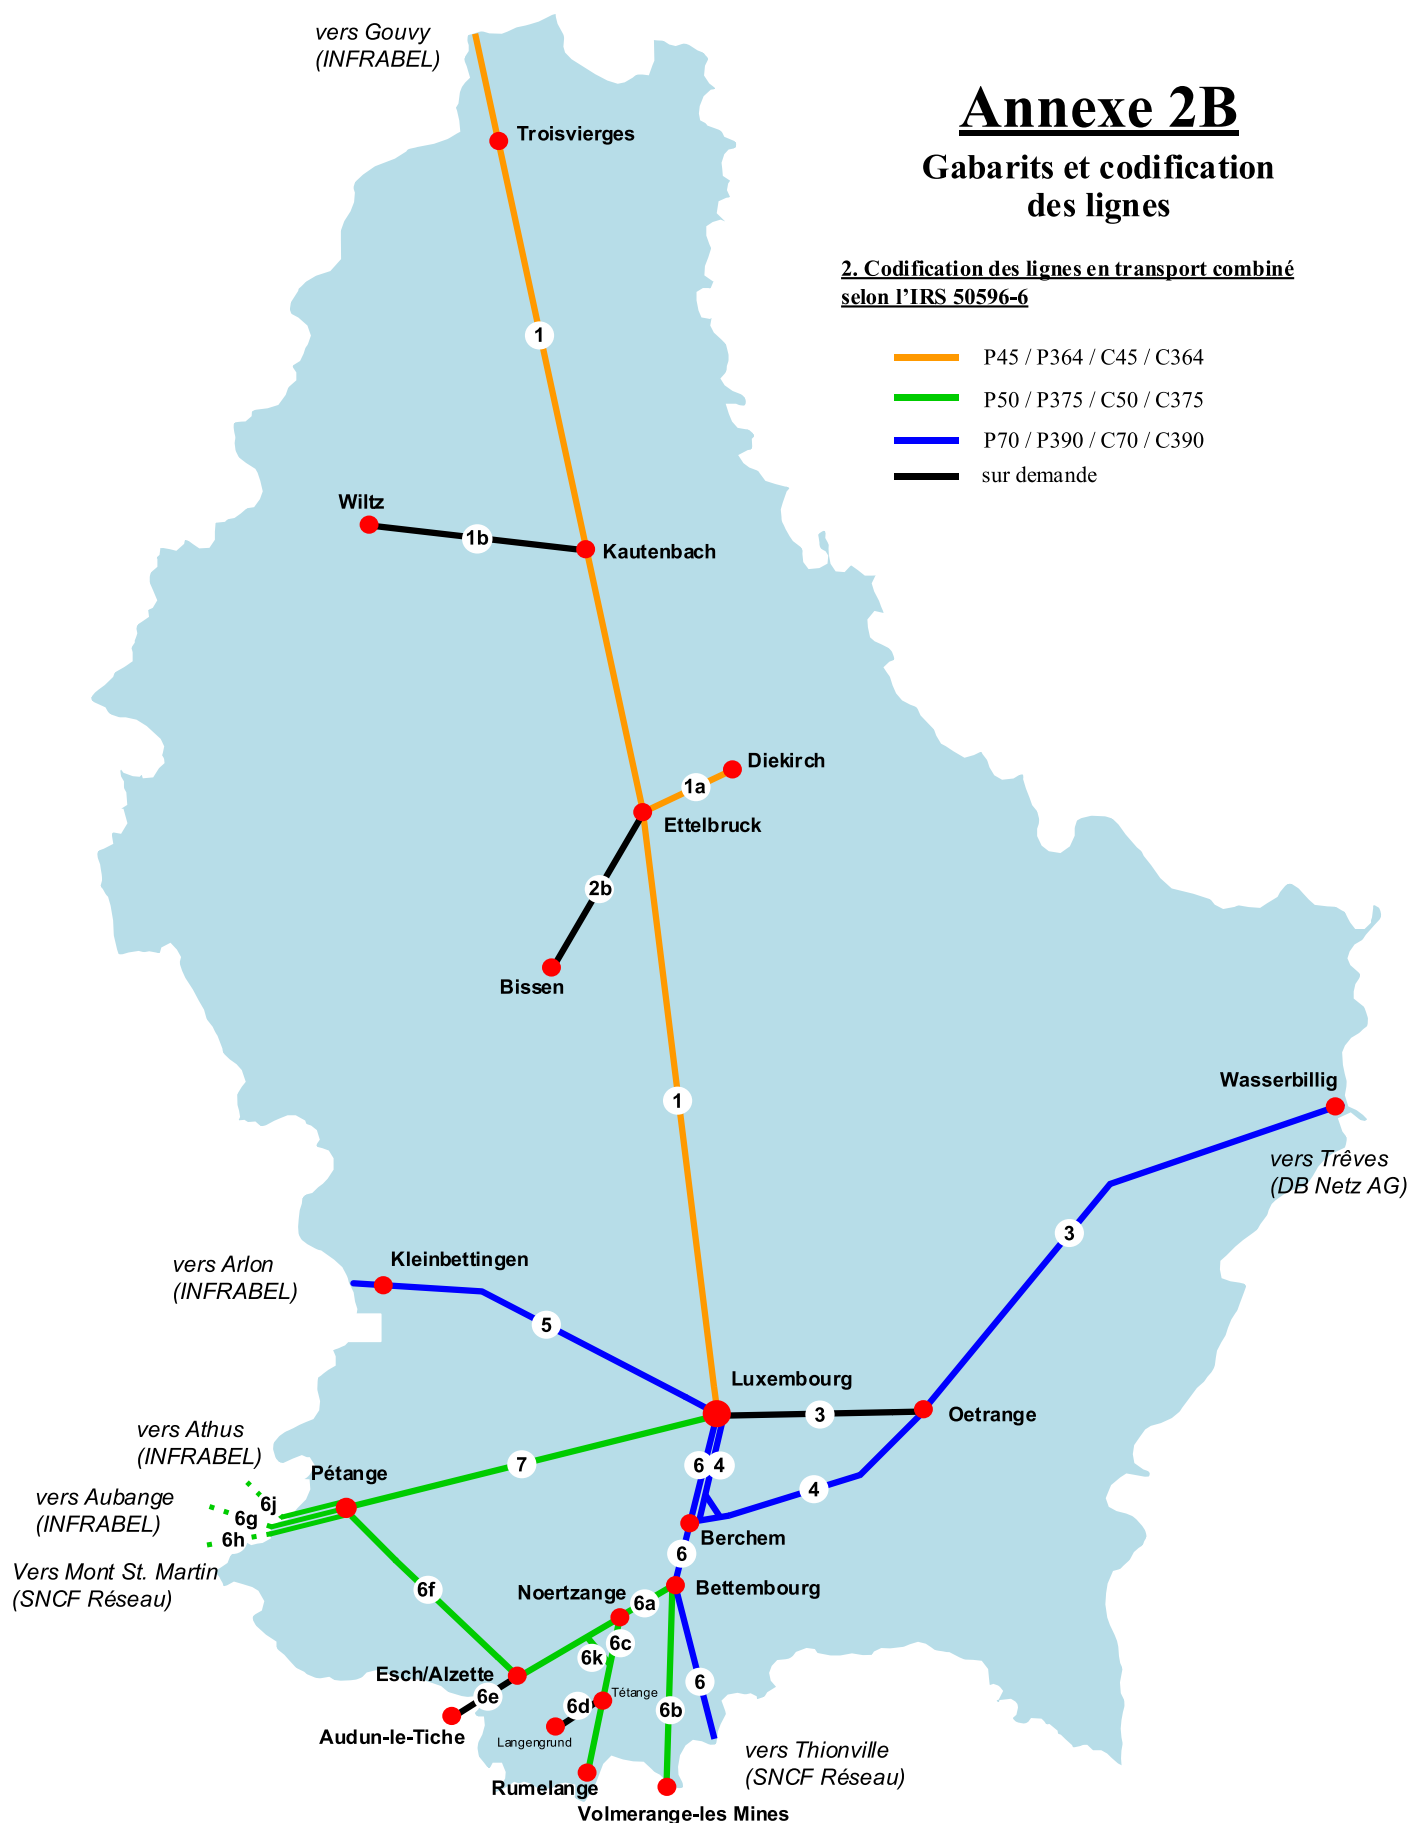 vers Gouvy
(INFRABEL)
Annexe 2B
Gabarits et codification
des lignes
2. Codification des lignes en transport combiné
selon l’IRS 50596-6
P45 / P364 / C45 / C364
P50 / P375 / C50 / C375
P70 / P390 / C70 / C390
sur demande
Troisvierges
1
Wiltz
1b
Kautenbach
Diekirch
1a
Ettelbruck
2b
Bissen
1
Wasserbillig
vers Trêves
(DB Netz AG)
3
vers Arlon
(INFRABEL)
Kleinbettingen
5
Luxembourg
3
Oetrange
vers Athus
(INFRABEL)
7
6
4
Pétange
4
vers Aubange
(INFRABEL)
6j
6g
6h
Berchem
6
Vers Mont St. Martin
(SNCF Réseau)
6f
Noertzange
6a
Bettembourg
6c
6k
Esch/Alzette
6e
6d
Tétange
6
6b
Audun-le-Tiche
Langengrund
vers Thionville
(SNCF Réseau)
Rumelange
Volmerange-les Mines